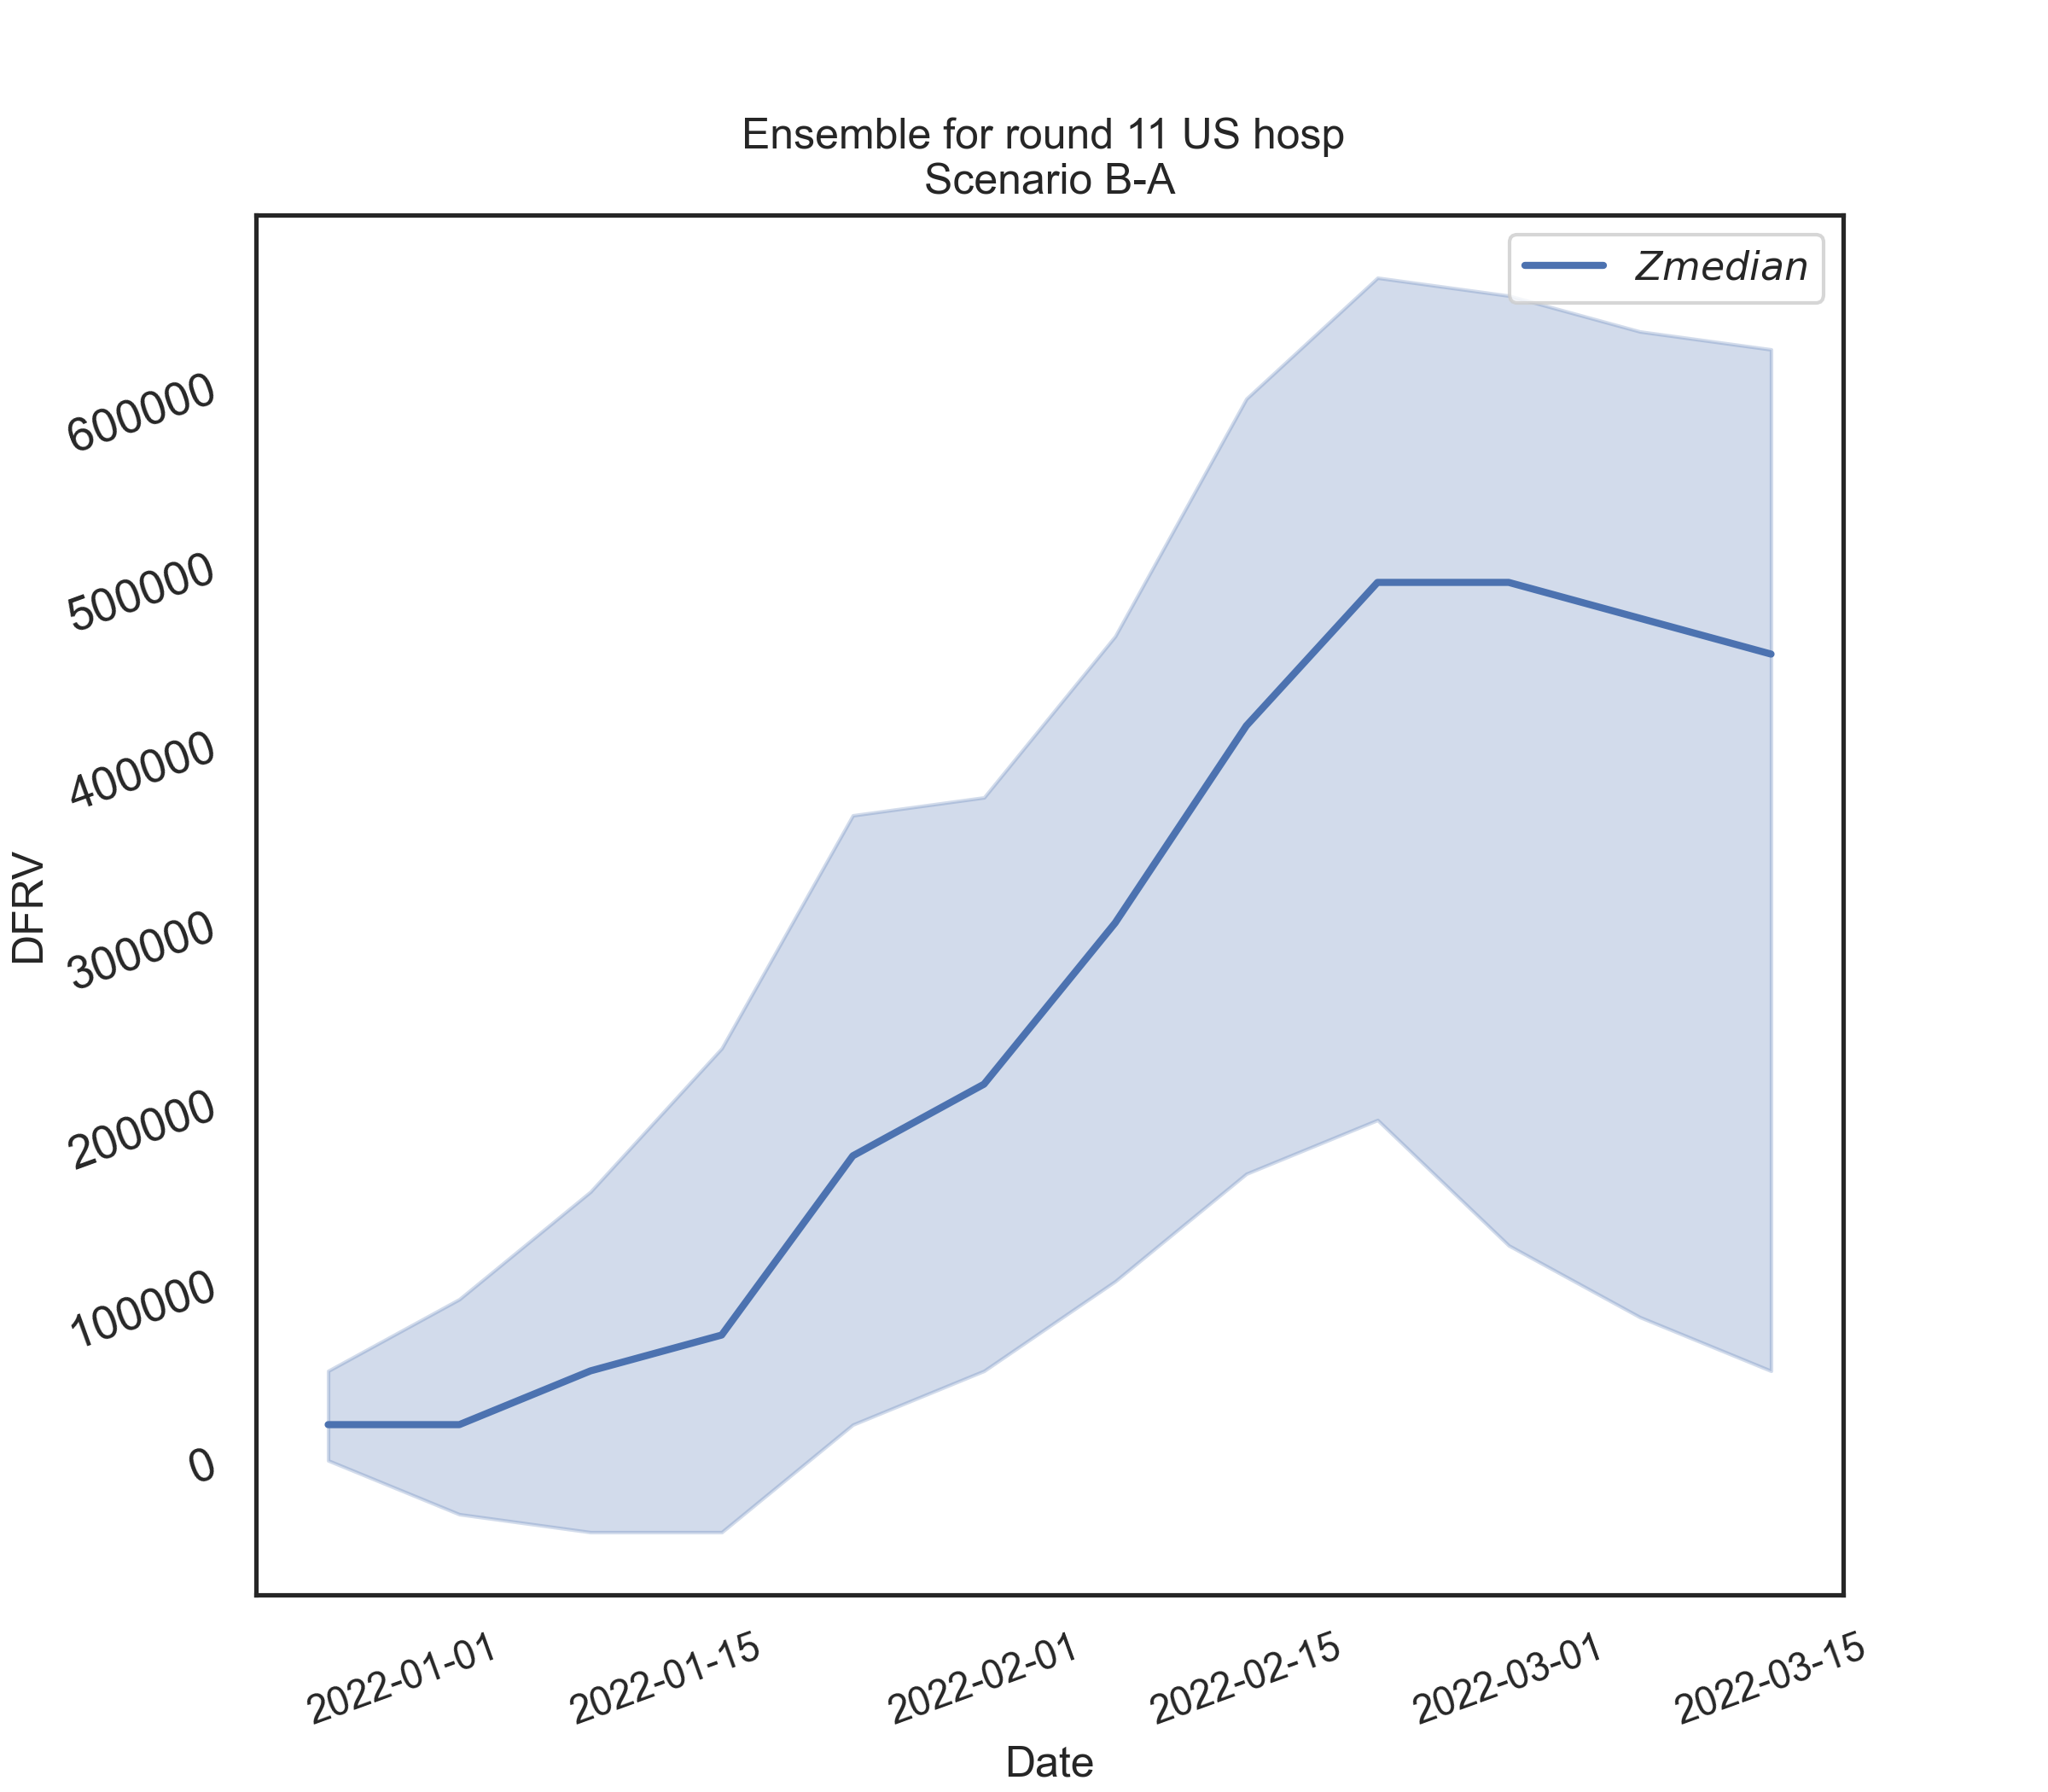 Ensemble for round 11 US hosp
Scenario B-A
Zmedian
600000
500000
400000
300000
200000
100000
0
DFRV
2022-01-01
2022-01-15
2022-02-01
2022-02-15
2022-03-01
2022-03-15
Date